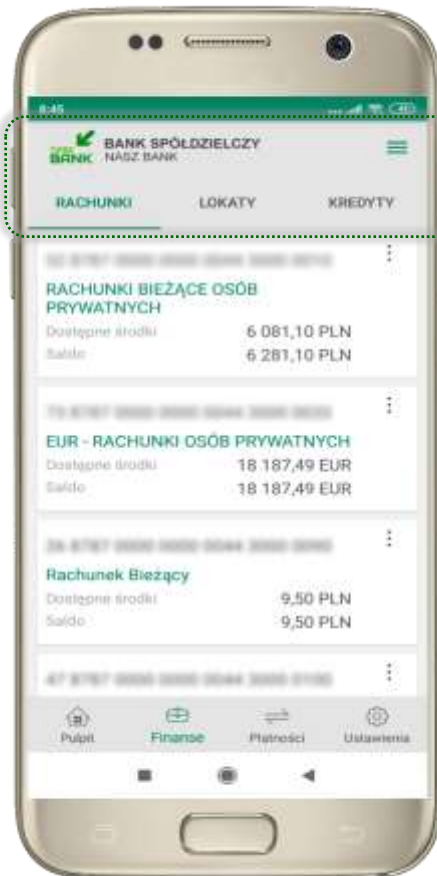 8:45
BANK SPÓŁDZIELCZY
NASZ BANK
BANK
RACHUNKI LOKATY KREDYTY
RACHUNKI BIEŻĄCE OSÓB
PRYWATNYCH
Dostępne środki 6 081,10 PLN
Saldo 6 281,10 PLN
EUR - RACHUNKI OSÓB PRYWATNYCH
Dostępne środki 18 187,49 EUR
Saldo 18 187,49 EUR
Rachunek Bieżący
Dostępne środki 9,50 PLN
Saldo 9,50 PLN
Pulpit Finanse Płatności Ustawienia